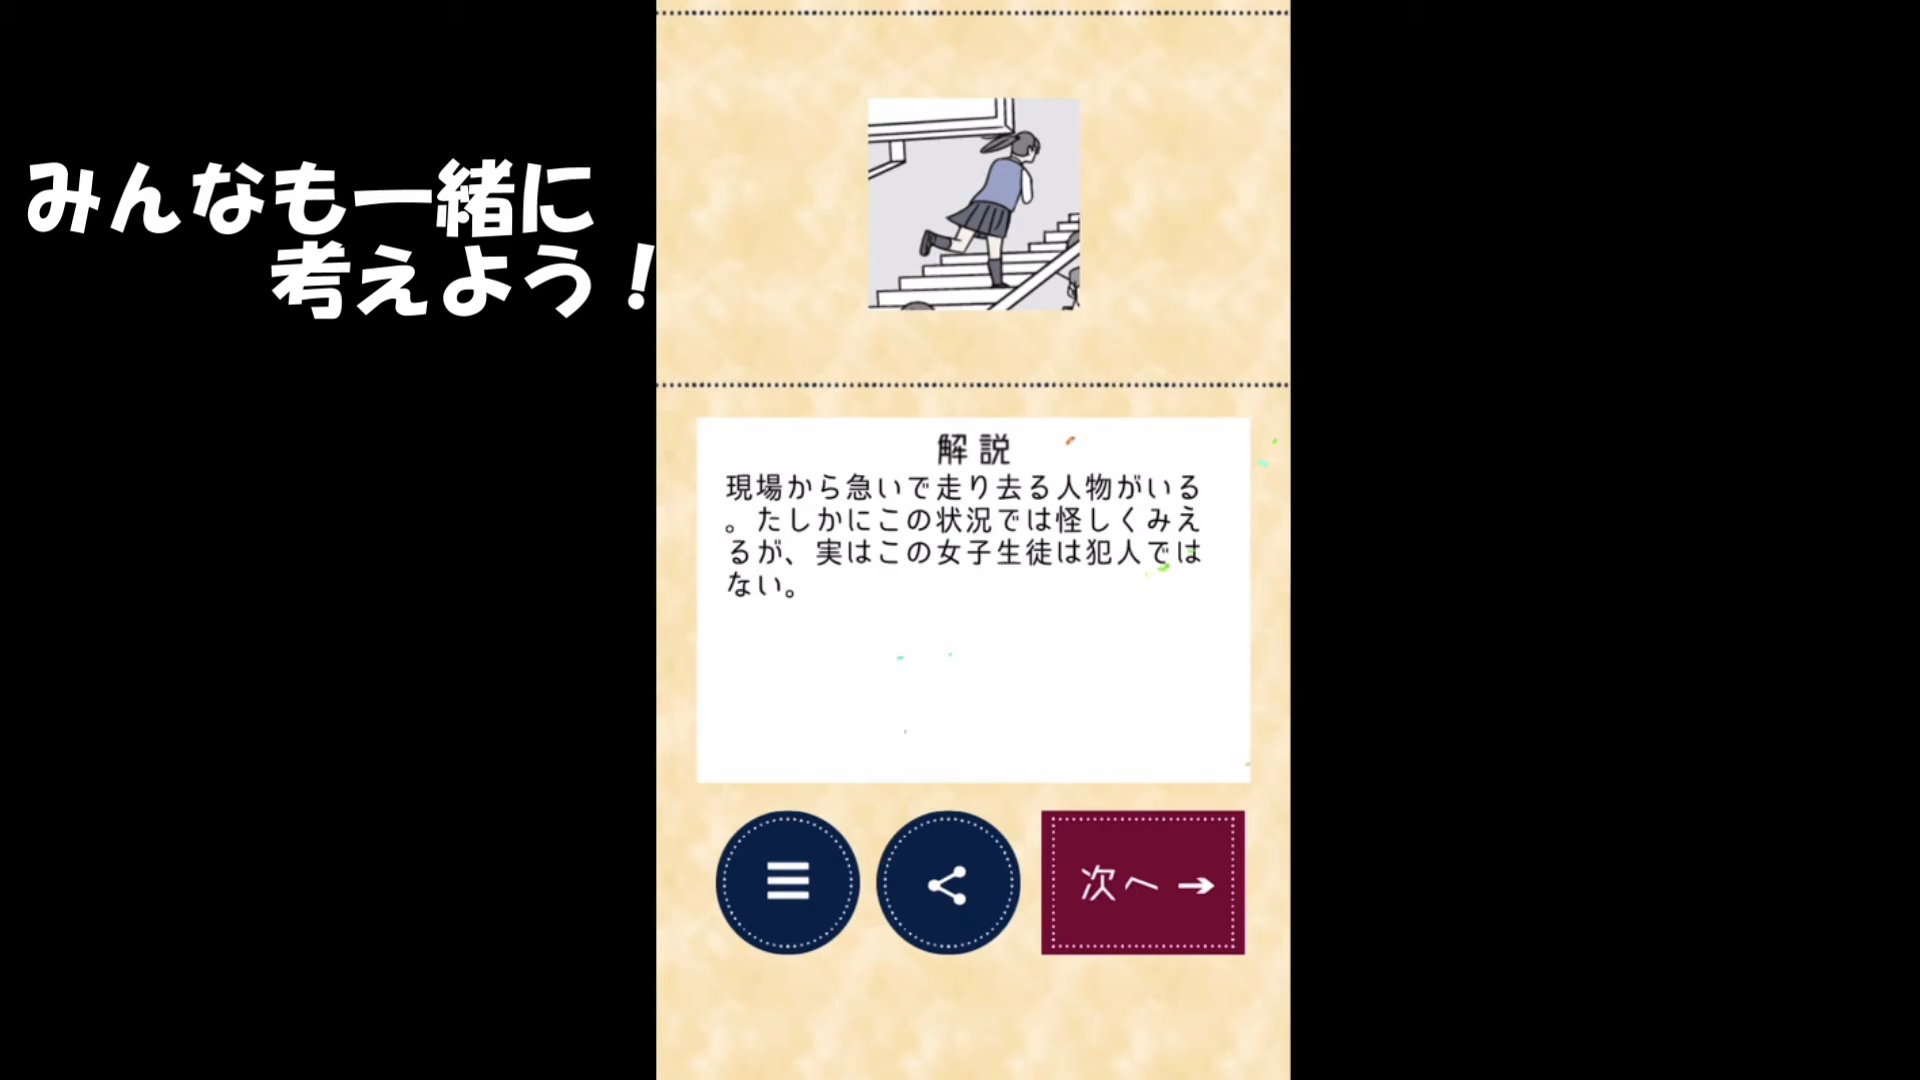 みんなも一緒に
考えよう！
解説
現場から急いで走り去る人物がいる
。たしかにこの状況では怪しくみえ
るが、実はこの女子生徒は犯人では
ない。
次へ →